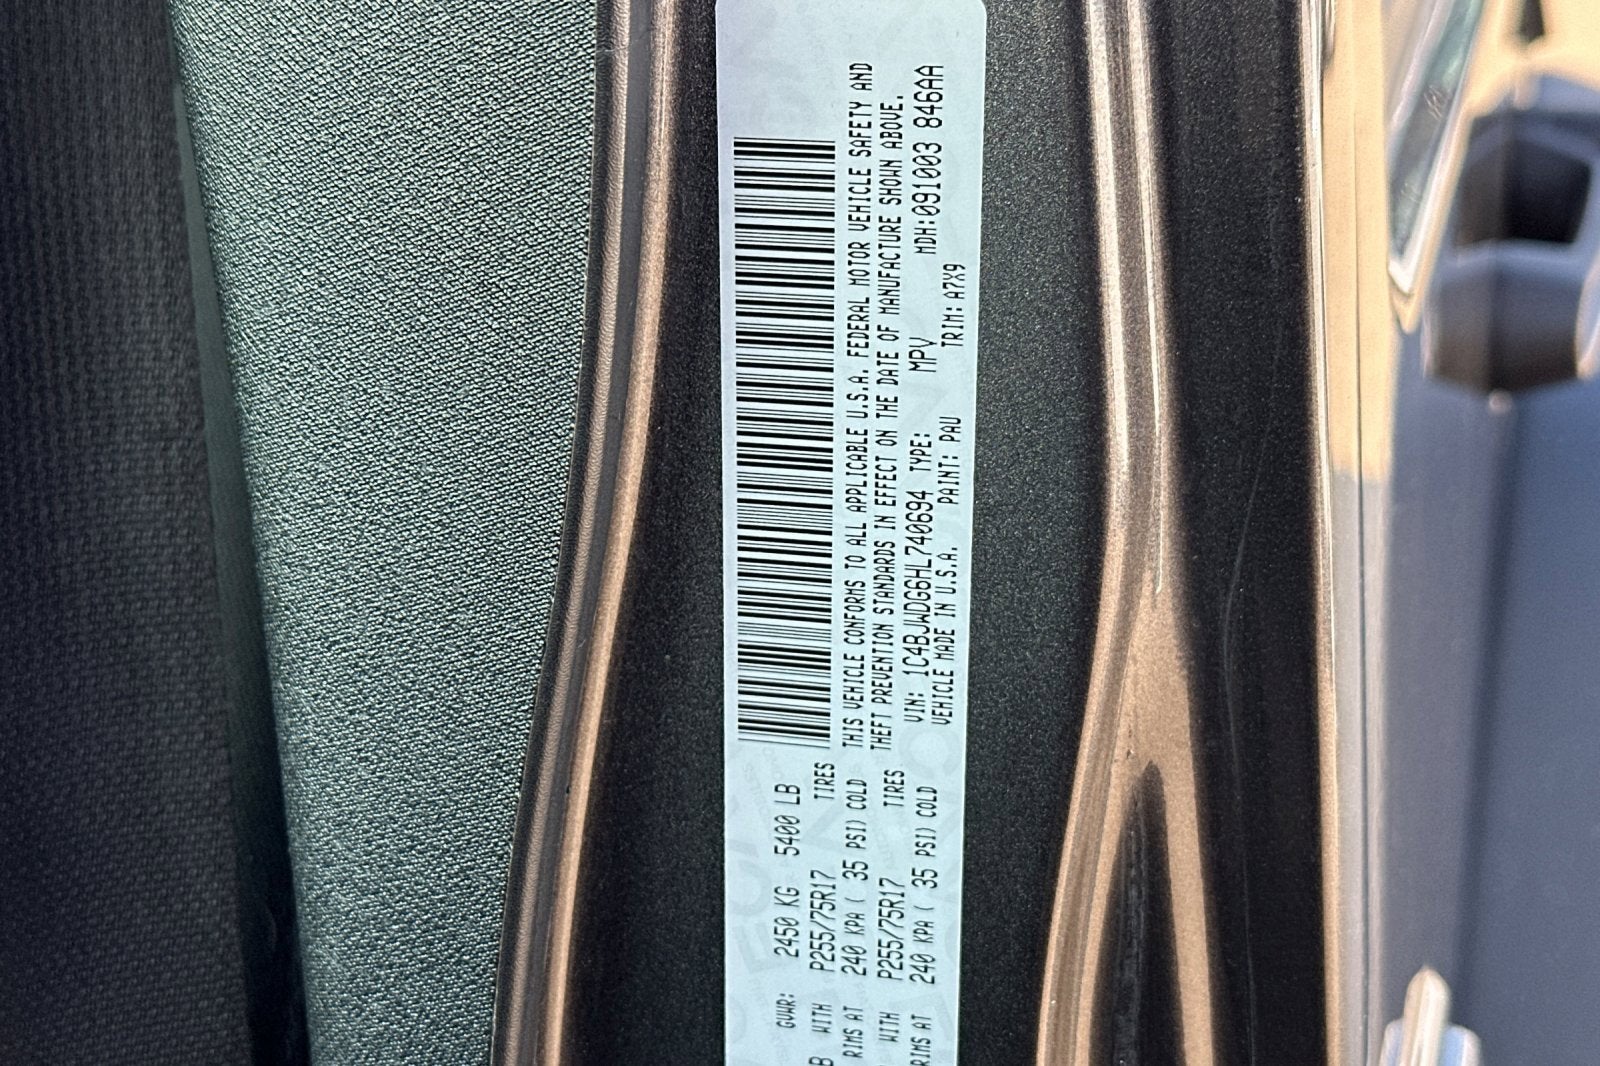 GVWR: 2450 KG 5400 LB
B WITH P255/75R17 TIRES
RIMS AT 240 KPA ( 35 PSI) COLD
WITH P255/75R17 TIRES
RIMS AT 240 KPA ( 35 PSI) COLD
THIS VEHICLE CONFORMS TO ALL APPLICABLE U.S.A. FEDERAL MOTOR VEHICLE SAFETY AND
THEFT PREVENTION STANDARDS IN EFFECT ON THE DATE OF MANUFACTURE SHOWN ABOVE.
VIN: 1C4BJWDG6HL740694 TYPE: MPV MDH:091003 846AA
VEHICLE MADE IN U.S.A. PAINT: PAU TRIM: A7X9